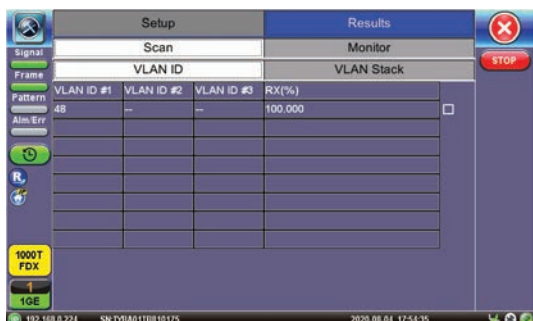 Setup Results
Signal Scan Monitor
STOP
Frame VLAN ID VLAN Stack
Pattern VLAN ID #1 VLAN ID #2 VLAN ID #3 RX(%)
48 -- -- 100.000
Alm/Err
R,
1000T
FDX
1
1GE
192.168.0.224 2020-08-04 17:54:35